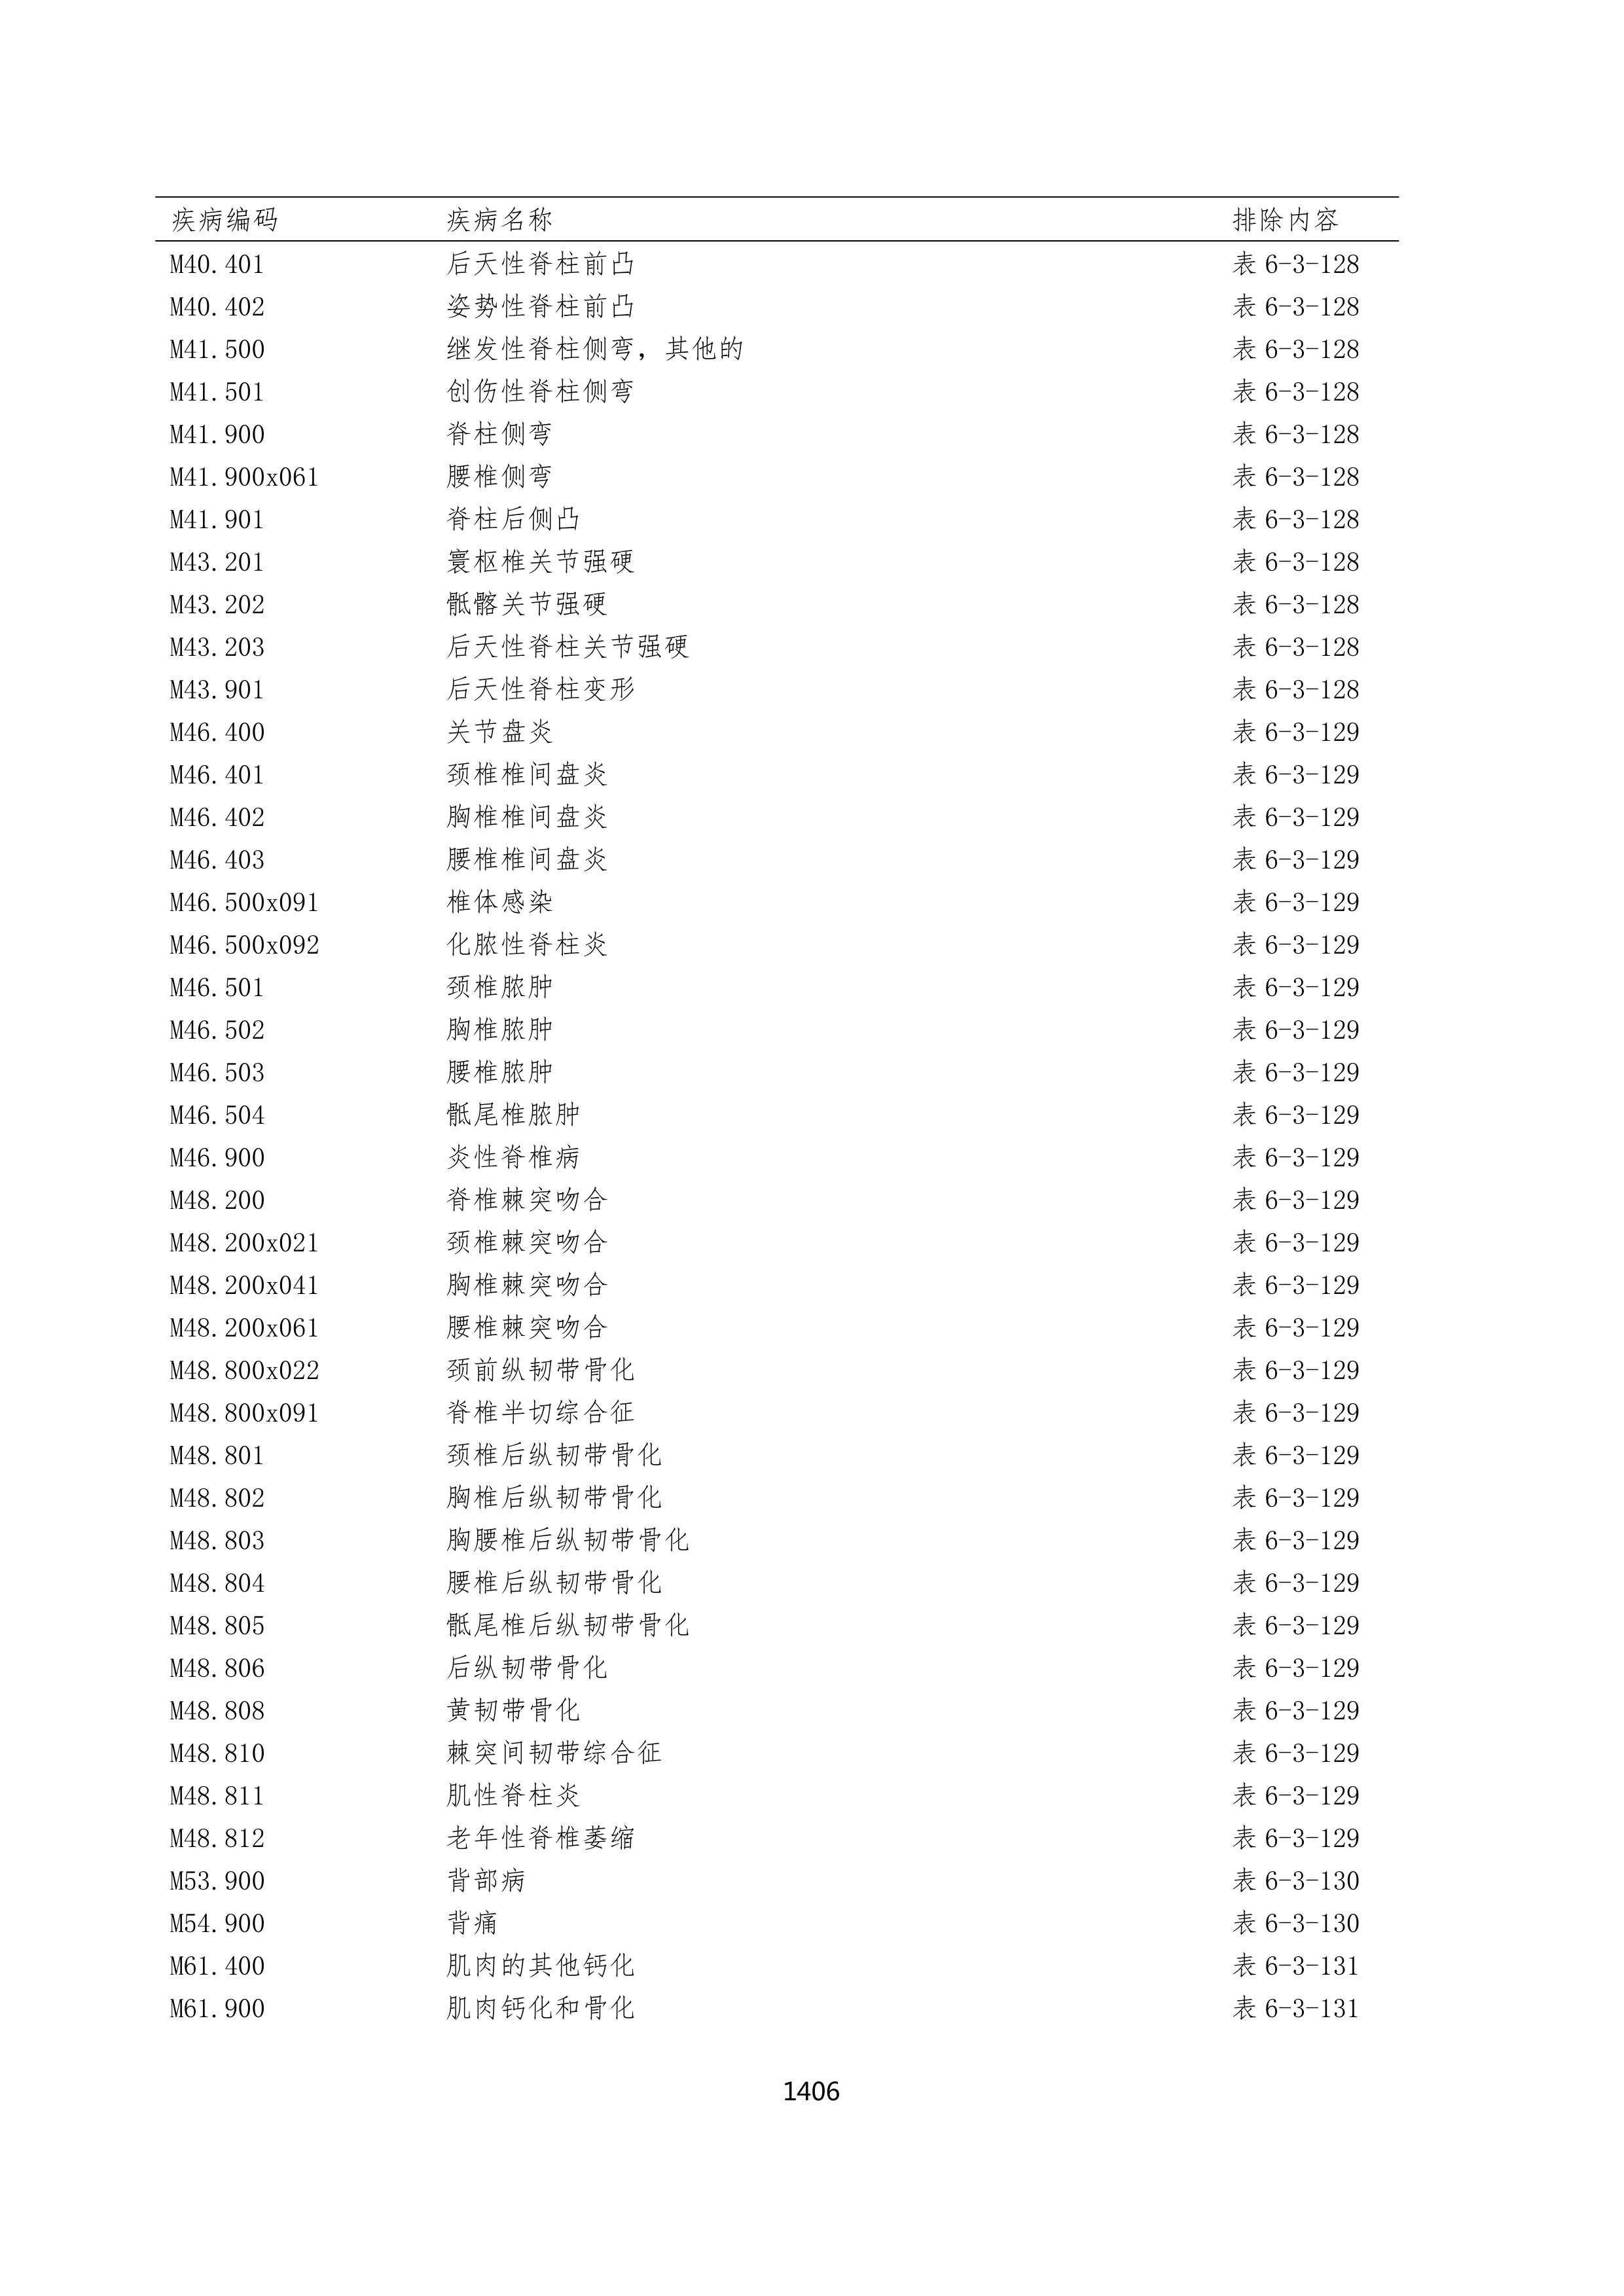 疾病编码 疾病名称 排除内容
M40.401 后天性脊柱前凸 表 6-3-128
M40.402 姿势性脊柱前凸 表 6-3-128
M41.500 继发性脊柱侧弯，其他的 表 6-3-128
M41.501 创伤性脊柱侧弯 表 6-3-128
M41.900 脊柱侧弯 表 6-3-128
M41.900x061 腰椎侧弯 表 6-3-128
M41.901 脊柱后侧凸 表 6-3-128
M43.201 寰枢椎关节强硬 表 6-3-128
M43.202 骶髂关节强硬 表 6-3-128
M43.203 后天性脊柱关节强硬 表 6-3-128
M43.901 后天性脊柱变形 表 6-3-128
M46.400 关节盘炎 表 6-3-129
M46.401 颈椎椎间盘炎 表 6-3-129
M46.402 胸椎椎间盘炎 表 6-3-129
M46.403 腰椎椎间盘炎 表 6-3-129
M46.500x091 椎体感染 表 6-3-129
M46.500x092 化脓性脊柱炎 表 6-3-129
M46.501 颈椎脓肿 表 6-3-129
M46.502 胸椎脓肿 表 6-3-129
M46.503 腰椎脓肿 表 6-3-129
M46.504 骶尾椎脓肿 表 6-3-129
M46.900 炎性脊椎病 表 6-3-129
M48.200 脊椎棘突吻合 表 6-3-129
M48.200x021 颈椎棘突吻合 表 6-3-129
M48.200x041 胸椎棘突吻合 表 6-3-129
M48.200x061 腰椎棘突吻合 表 6-3-129
M48.800x022 颈前纵韧带骨化 表 6-3-129
M48.800x091 脊椎半切综合征 表 6-3-129
M48.801 颈椎后纵韧带骨化 表 6-3-129
M48.802 胸椎后纵韧带骨化 表 6-3-129
M48.803 胸腰椎后纵韧带骨化 表 6-3-129
M48.804 腰椎后纵韧带骨化 表 6-3-129
M48.805 骶尾椎后纵韧带骨化 表 6-3-129
M48.806 后纵韧带骨化 表 6-3-129
M48.808 黄韧带骨化 表 6-3-129
M48.810 棘突间韧带综合征 表 6-3-129
M48.811 肌性脊柱炎 表 6-3-129
M48.812 老年性脊椎萎缩 表 6-3-129
M53.900 背部病 表 6-3-130
M54.900 背痛 表 6-3-130
M61.400 肌肉的其他钙化 表 6-3-131
M61.900 肌肉钙化和骨化 表 6-3-131
1406